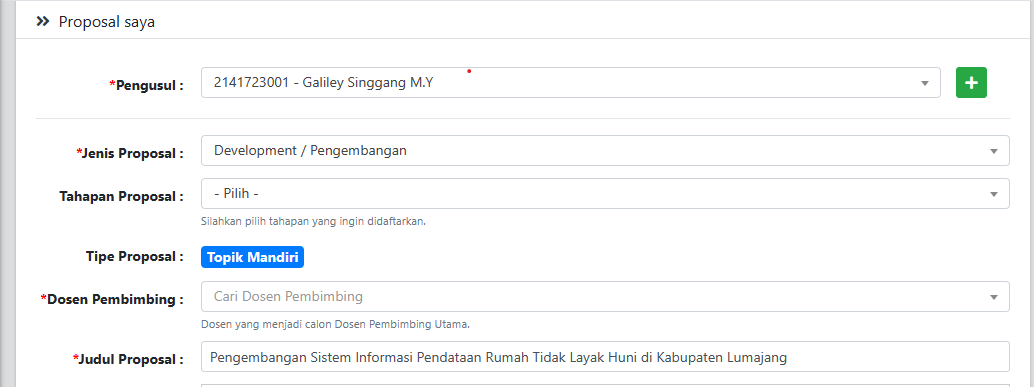 Proposal saya
*Pengusul : 2141723001 - Galiley Singgang M.Y
*Jenis Proposal : Development / Pengembangan
Tahapan Proposal : - Pilih -
Silahkan pilih tahapan yang ingin didaftarkan.
Tipe Proposal : Topik Mandiri
*Dosen Pembimbing : Cari Dosen Pembimbing
Dosen yang menjadi calon Dosen Pembimbing Utama.
*Judul Proposal : Pengembangan Sistem Informasi Pendataan Rumah Tidak Layak Huni di Kabupaten Lumajang